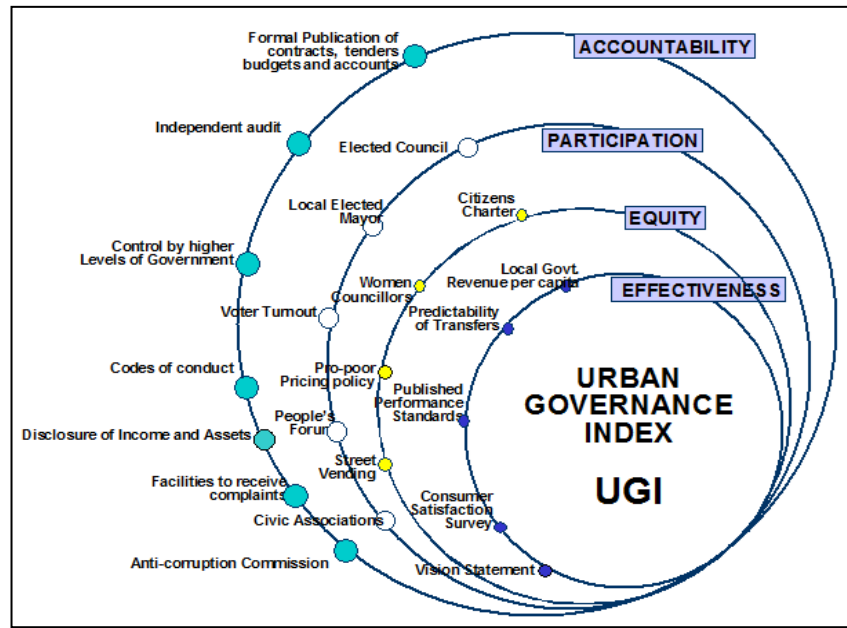 Formal Publication
of contracts, tenders
budgets and accounts
ACCOUNTABILITY
Independent audit
Elected Council
PARTICIPATION
Local Elected
Mayor
Citizens
Charter
EQUITY
Control by higher
Levels of Government
Women
Councillors
Local Govt.
Revenue per capita
EFFECTIVENESS
Voter Turnout
Predictability
of Transfers
Codes of conduct
Pro-poor
Pricing policy
Published
Performance
Standards
URBAN
GOVERNANCE
INDEX
UGI
Disclosure of Income and Assets
People's
Forum
Street
Vending
Facilities to receive
complaints
Civic Associations
Consumer
Satisfaction
Survey
Anti-corruption Commission
Vision Statement